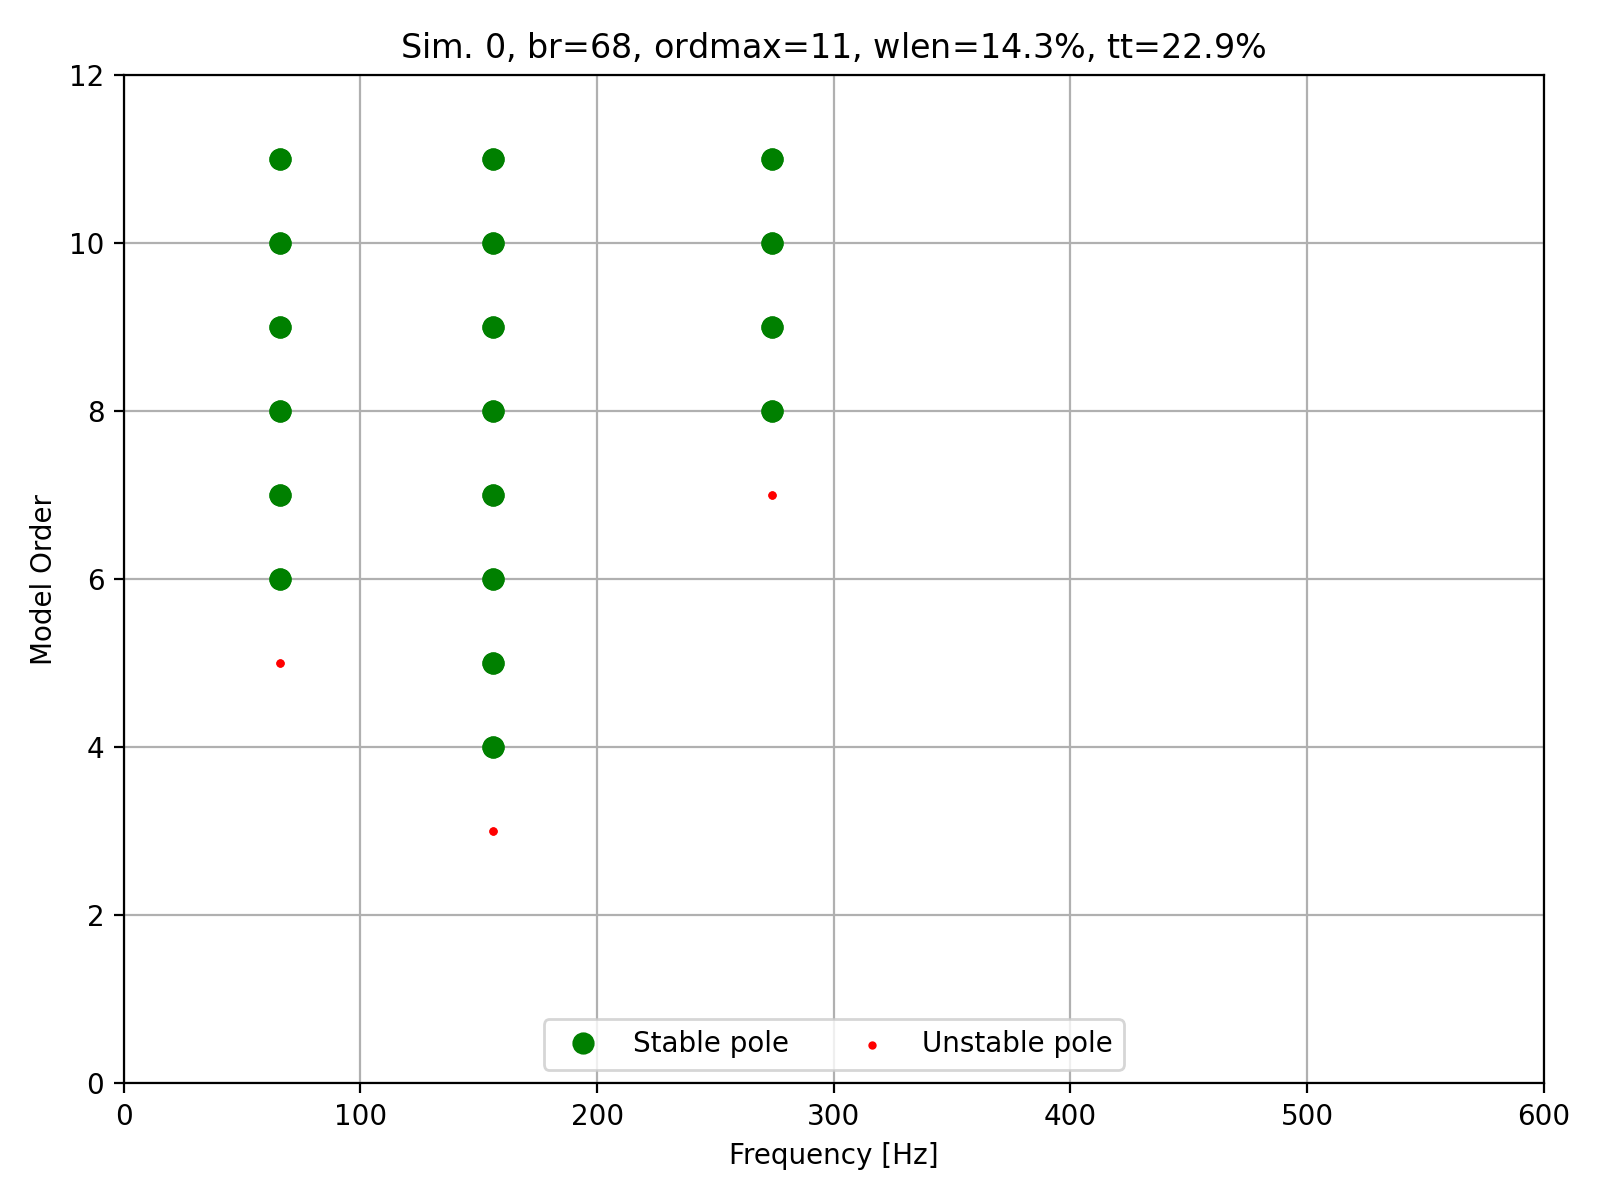 Sim. 0, br=68, ordmax=11, wlen=14.3%, tt=22.9%
12
10
8
6
4
2
0
Model Order
Stable pole Unstable pole
0 100 200 300 400 500 600
Frequency [Hz]